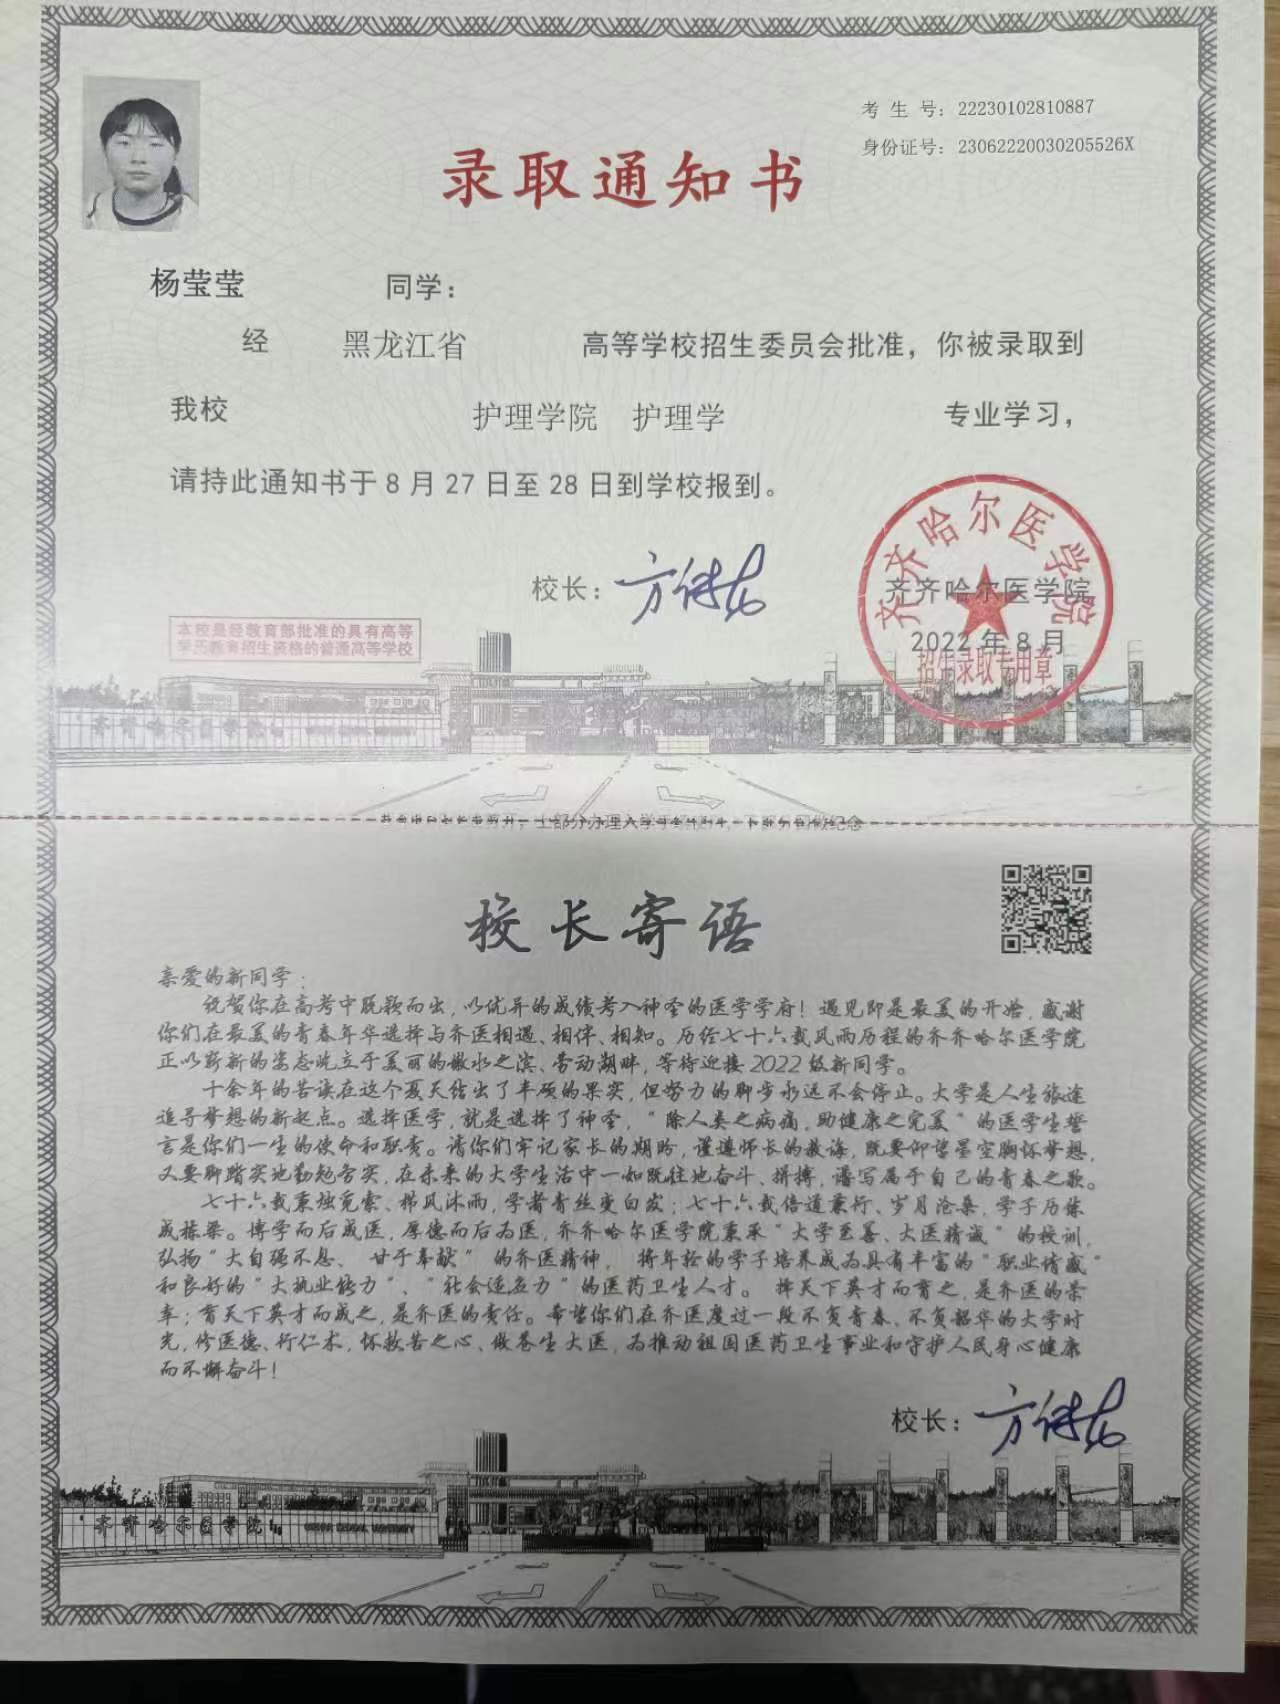 考 生 号：22230102810887
身份证号：23062220030205526X
录取通知书
杨莹莹 同学：
经 黑龙江省 高等学校招生委员会批准，你被录取到
我校 护理学院 护理学 专业学习，
请持此通知书于 8 月 27 日至 28 日到学校报到。
校长：
齐齐哈尔医学院
齐齐哈尔医学院
2022 年 8 月
招生录取专用章
本校是经教育部批准的具有高等
学历教育招生资格的普通高等学校
齐齐哈尔医学院
校长寄语
亲爱的新同学：
祝贺你在高考中脱颖而出，以优异的成绩考入神圣的医学学府！遇见即是最美的开始，感谢
你们在最美的青春年华选择与齐医相遇、相伴、相知。历经七十六载风雨历程的齐齐哈尔医学院
正以崭新的姿态屹立于美丽的嫩水之滨、劳动湖畔，等待迎接 2022 级新同学。
十余年的苦读在这个夏天结出了丰硕的果实，但努力的脚步永远不会停止。大学是人生旅途
追寻梦想的新起点。选择医学，就是选择了神圣，“除人类之病痛，助健康之完美”的医学生誓
言是你们一生的使命和职责。请你们牢记家长的期盼，谨遵师长的教诲，既要仰望星空胸怀梦想，
又要脚踏实地勤勉务实，在未来的大学生活中一如既往地奋斗、拼搏，谱写属于自己的青春之歌。
七十六载秉烛觅索、栉风沐雨，学者青丝变白发；七十六载倍道兼行、岁月沧桑，学子历练
成栋梁。博学而后成医，厚德而后为医，齐齐哈尔医学院秉承“大学至善、大医精诚”的校训，
弘扬“大自强不息、 甘于奉献” 的齐医精神， 将年轻的学子培养成为具有丰富的“职业情感”
和良好的“大执业能力”、“社会适应力”的医药卫生人才。 择天下英才而育之，是齐医的荣
幸；育天下英才而成之，是齐医的责任。希望你们在齐医度过一段不负青春、不负韶华的大学时
光，修医德、行仁术，怀救苦之心、做苍生大医，为推动祖国医药卫生事业和守护人民身心健康
而不懈奋斗！
校长：
齐齐哈尔医学院